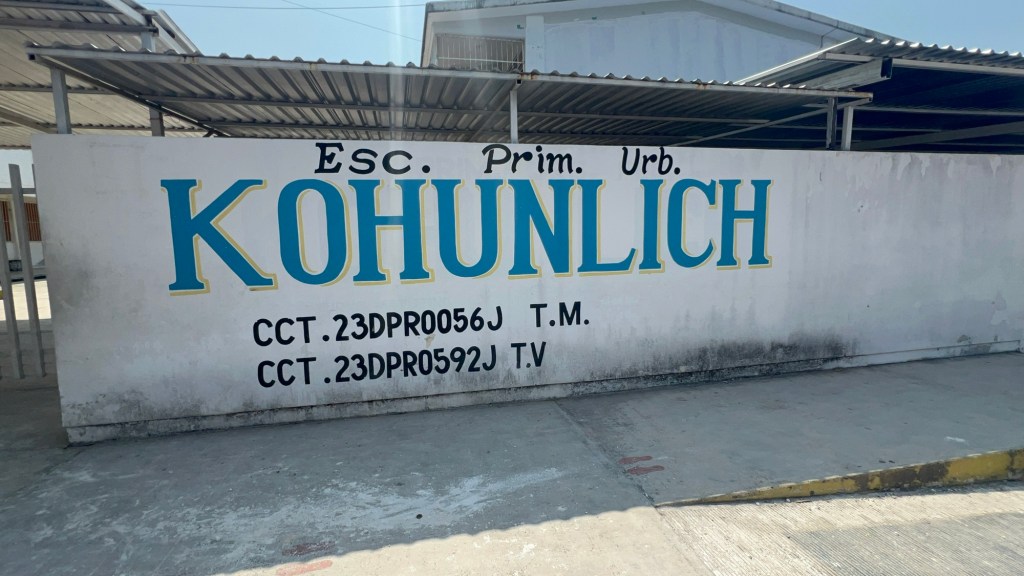 Esc. Prim. Urb.
KOHUNLICH
CCT.23DPR0056J T.M.
CCT.23DPR0592J T.V